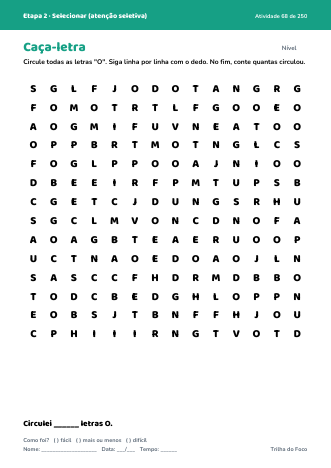 Etapa 2 · Selecionar (atenção seletiva)
Atividade 68 de 250
Caça-letra
Nível
Circule todas as letras "O". Siga linha por linha com o dedo. No fim, conte quantas circulou.
S G L F J O D O T A N G R G
F O M O T R T L F G O O E O
A O G M I F U V N E A T O O
O P P B R T M O T N G L C S
F O G L P P O O A J N I O O
D B E E I R F P M T U P S B
C G E T C J D U N G S R H U
S G C L M V O N C D N O F A
A O A G B T E A E R U O O P
U C T N A O E D O A O J L N
S A S C C F H D R M D B B O
T O D C B E D G H L O P P N
E O B S J T B N F F H J O U
C P H I I I R N G T V O T D
Circulei ______ letras O.
Como foi? ( ) fácil ( ) mais ou menos ( ) difícil
Nome: ____________________ Data: ___/___ Tempo: ______
Trilha do Foco